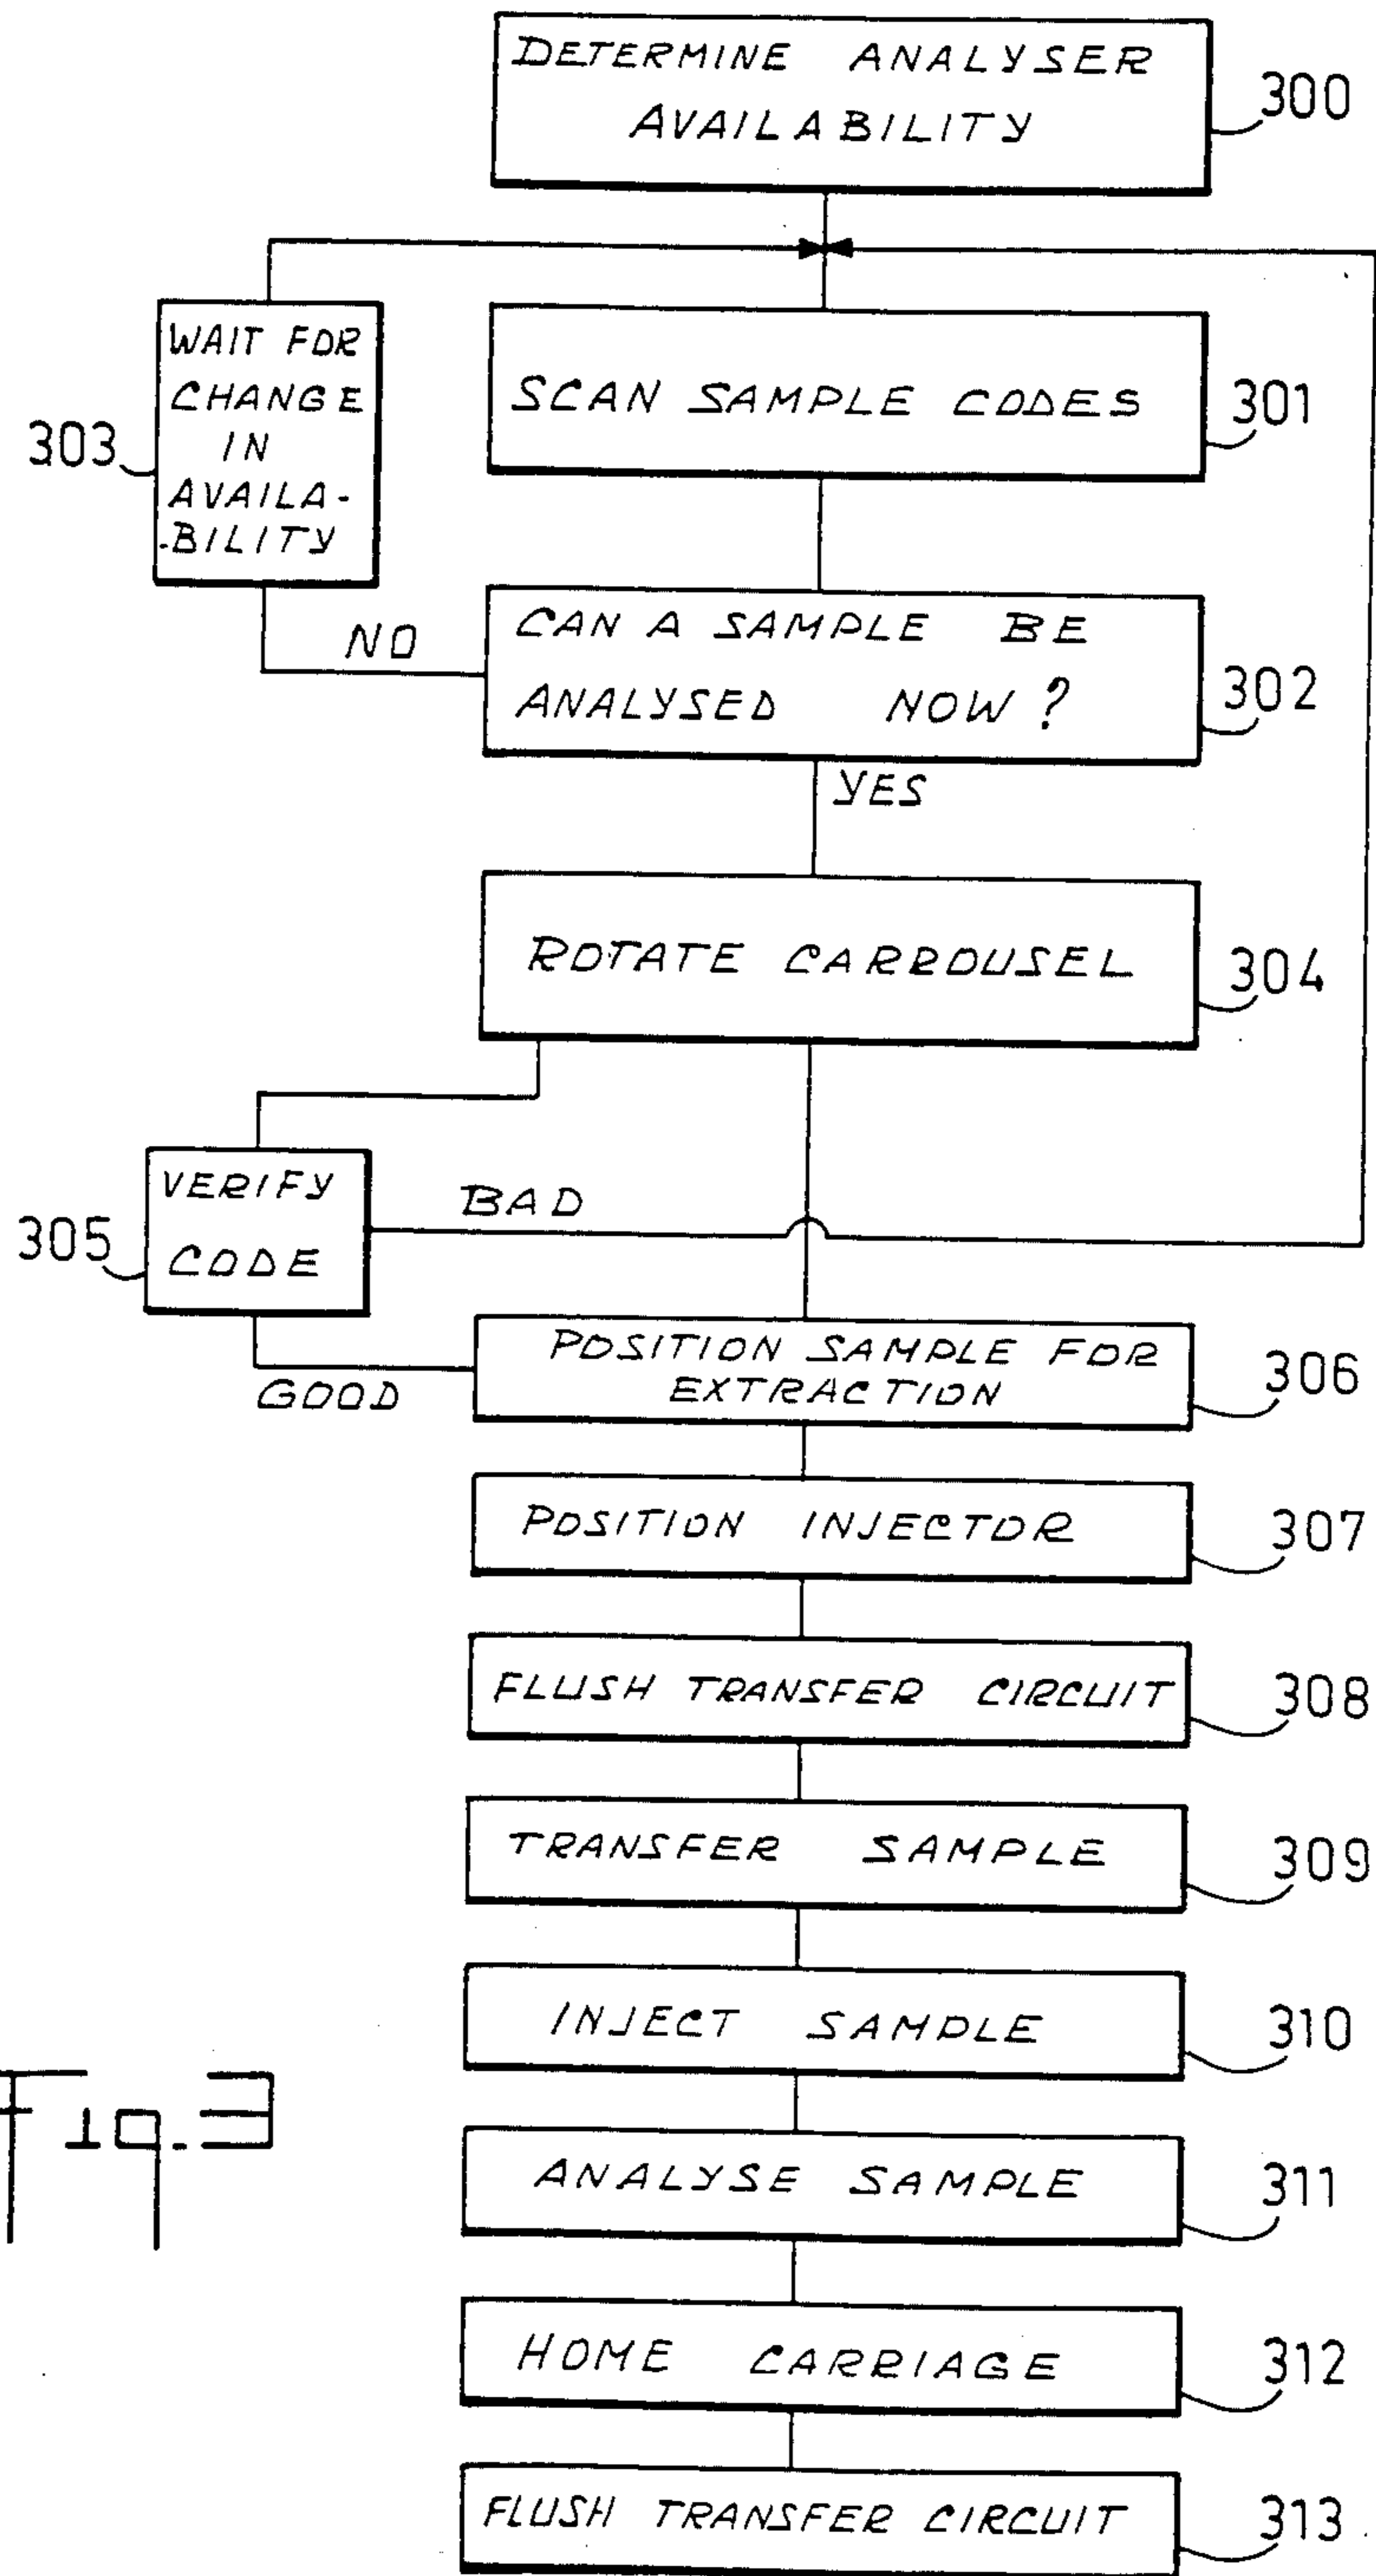 DETERMINE ANALYSER
AVAILABILITY
300
WAIT FOR
CHANGE
IN
AVAILA-
BILITY
303
SCAN SAMPLE CODES
301
NO
CAN A SAMPLE BE
ANALYSED NOW?
302
YES
ROTATE CARROUSEL
304
VERIFY
CODE
305
BAD
GOOD
POSITION SAMPLE FOR
EXTRACTION
306
POSITION INJECTOR
307
FLUSH TRANSFER CIRCUIT
308
TRANSFER SAMPLE
309
INJECT SAMPLE
310
Fig. 3
ANALYSE SAMPLE
311
HOME CARRIAGE
312
FLUSH TRANSFER CIRCUIT
313